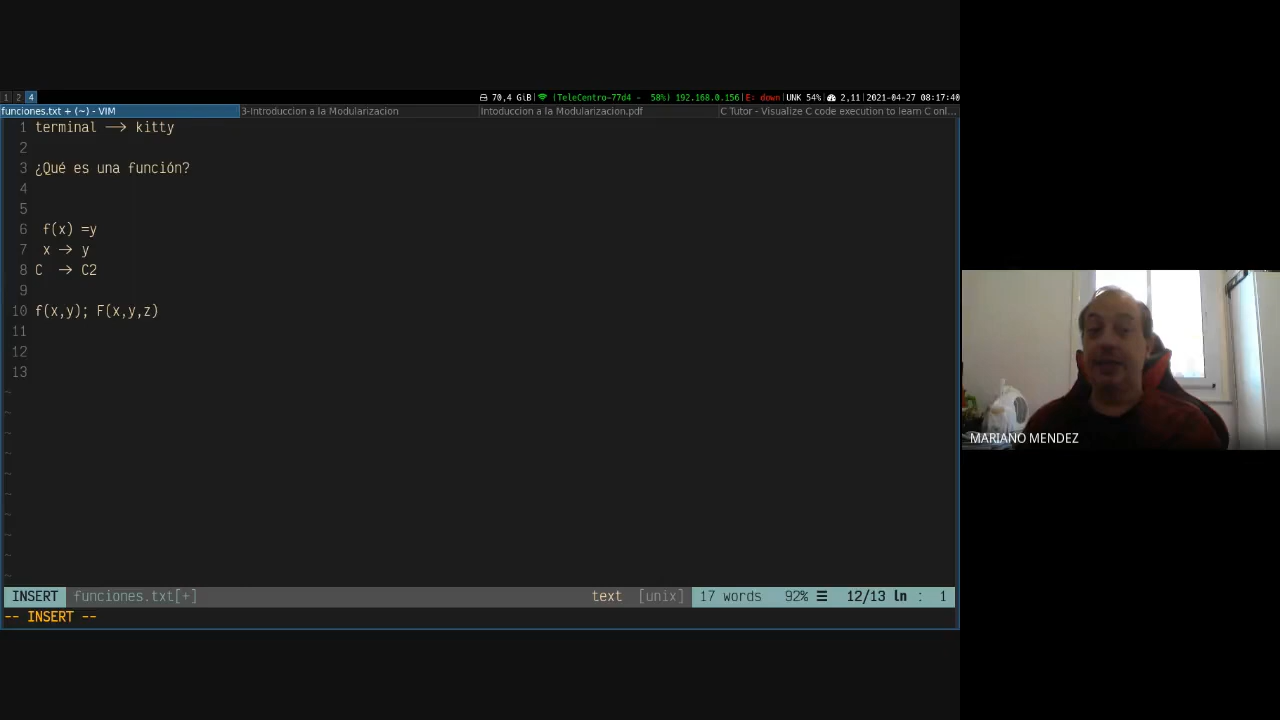 1 2 4
70,4 GiB| (TeleCentro-77d4 - 58%) 192.168.0.156|E: down|UNK 54%| 2,11|2021-04-27 08:17:40
funciones.txt + (~) - VIM
3-Introduccion a la Modularizacion
Intoduccion a la Modularizacion.pdf
C Tutor - Visualize C code execution to learn C onl...
1 terminal ⟶ kitty
2
3 ¿Qué es una función?
4
5
6 f(x) =y
7 x → y
8 C → C2
9
10 f(x,y); F(x,y,z)
11
12
13
~
~
~
~
~
~
~
~
~
~
INSERT funciones.txt[+] text [unix] 17 words 92% ☰ 12/13 ln : 1
-- INSERT --
MARIANO MENDEZ